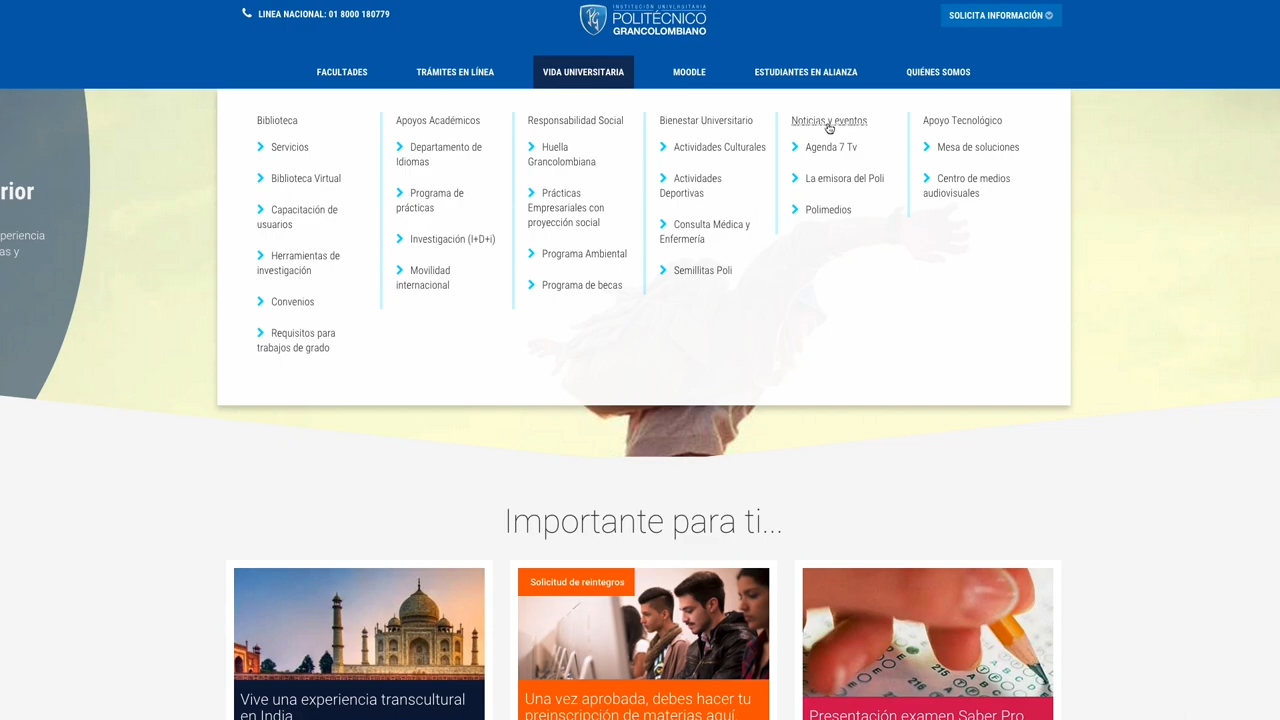 LINEA NACIONAL: 01 8000 180779
INSTITUCIÓN UNIVERSITARIA
POLITÉCNICO
GRANCOLOMBIANO
SOLICITA INFORMACIÓN
FACULTADES
TRÁMITES EN LÍNEA
VIDA UNIVERSITARIA
MOODLE
ESTUDIANTES EN ALIANZA
QUIÉNES SOMOS
Biblioteca
Servicios
Biblioteca Virtual
Capacitación de
usuarios
Herramientas de
investigación
Convenios
Requisitos para
trabajos de grado
Apoyos Académicos
Departamento de
Idiomas
Programa de
prácticas
Investigación (I+D+i)
Movilidad
internacional
Responsabilidad Social
Huella
Grancolombiana
Prácticas
Empresariales con
proyección social
Programa Ambiental
Programa de becas
Bienestar Universitario
Actividades Culturales
Actividades
Deportivas
Consulta Médica y
Enfermería
Semillitas Poli
Noticias y eventos
Agenda 7 Tv
La emisora del Poli
Polimedios
Apoyo Tecnológico
Mesa de soluciones
Centro de medios
audiovisuales
rior
periencia
as y
Importante para ti...
Vive una experiencia transcultural
en India
Solicitud de reintegros
Una vez aprobada, debes hacer tu
preinscripción de materias aquí.
215
216
Presentación examen Saber Pro